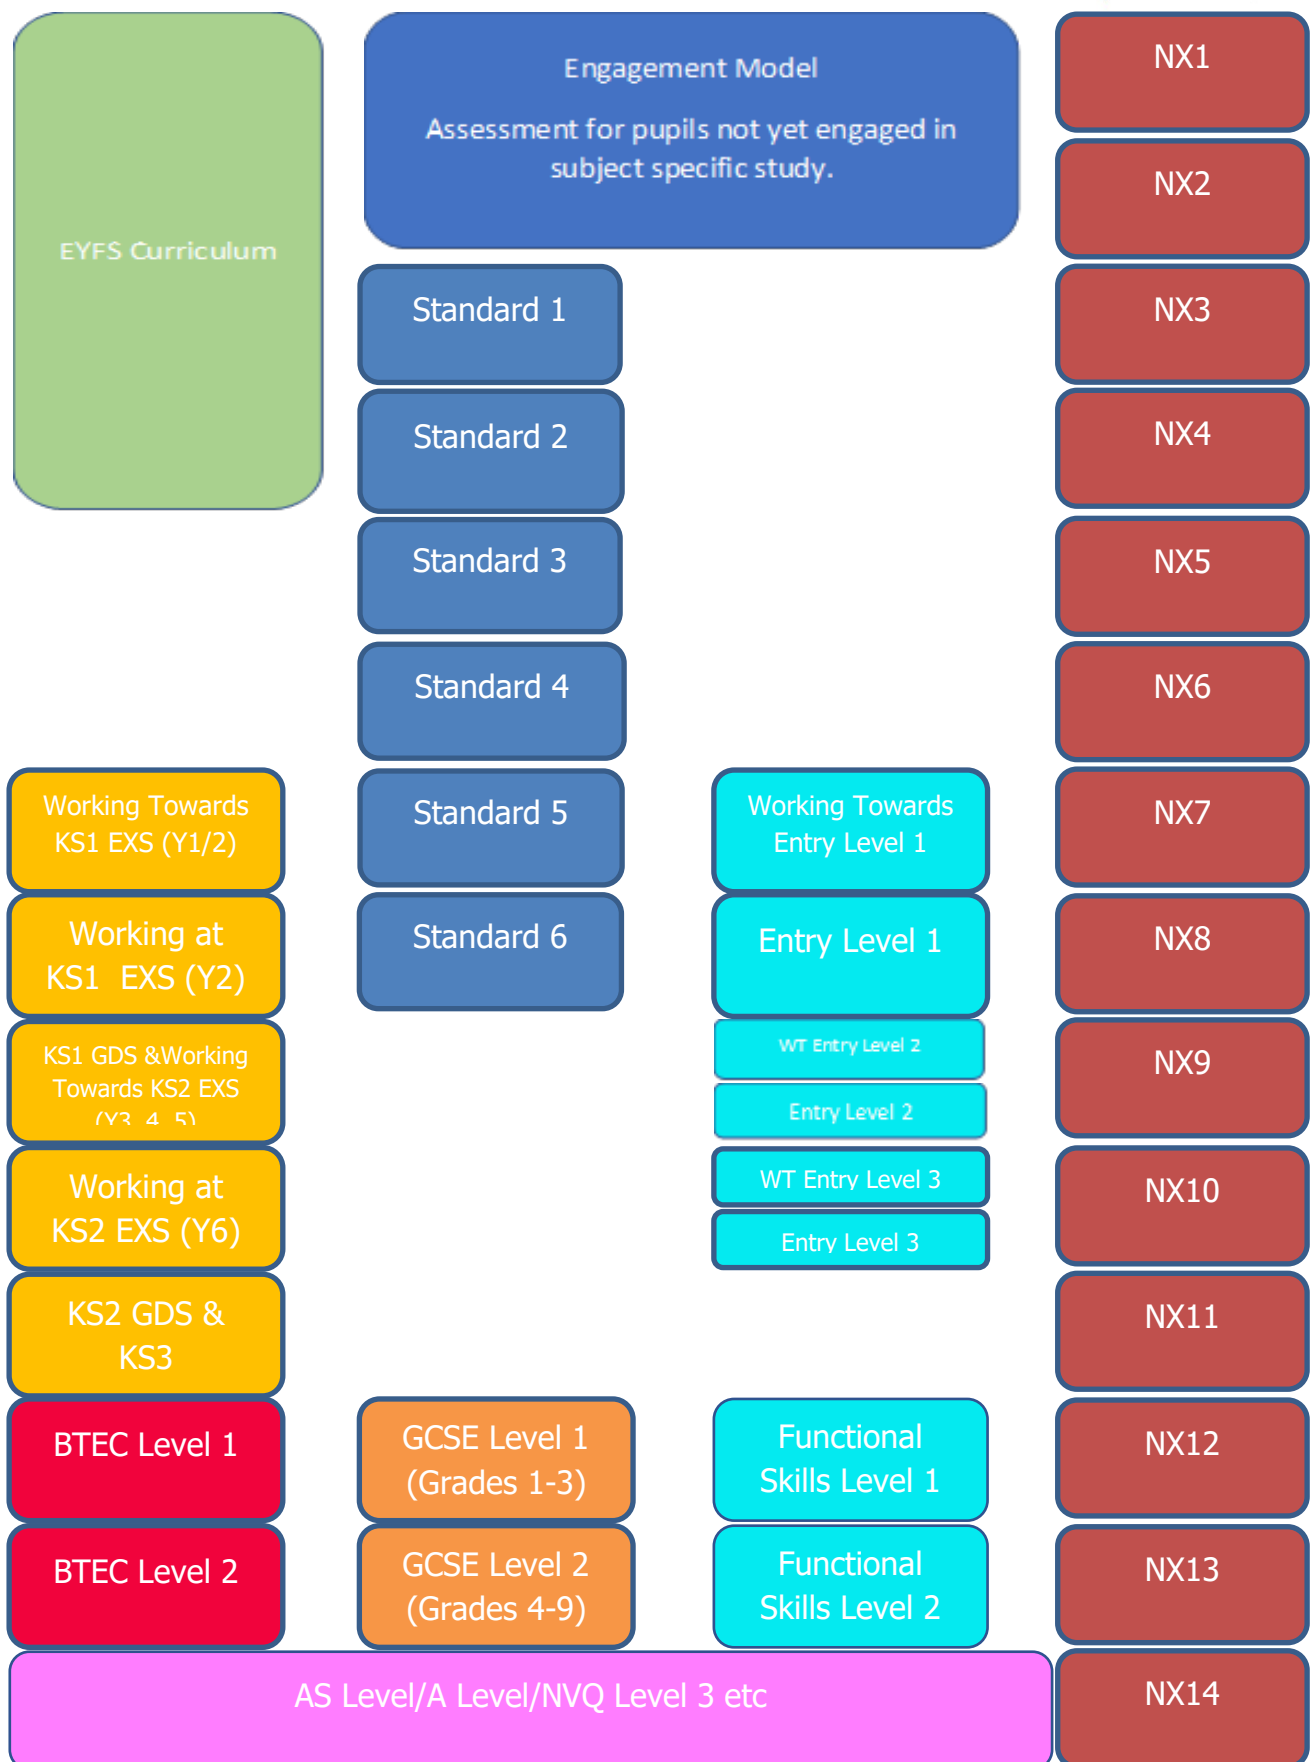 Engagement Model
Assessment for pupils not yet engaged in
subject specific study.
NX1
NX2
EYFS Curriculum
Standard 1
NX3
Standard 2
NX4
Standard 3
NX5
Standard 4
NX6
Working Towards
KS1 EXS (Y1/2)
Standard 5
Working Towards
Entry Level 1
NX7
Working at
KS1  EXS (Y2)
Standard 6
Entry Level 1
NX8
KS1 GDS &Working
Towards KS2 EXS
(Y3, 4, 5)
WT Entry Level 2
Entry Level 2
NX9
Working at
KS2 EXS (Y6)
WT Entry Level 3
Entry Level 3
NX10
KS2 GDS &
KS3
NX11
BTEC Level 1
GCSE Level 1
(Grades 1-3)
Functional
Skills Level 1
NX12
BTEC Level 2
GCSE Level 2
(Grades 4-9)
Functional
Skills Level 2
NX13
AS Level/A Level/NVQ Level 3 etc
NX14